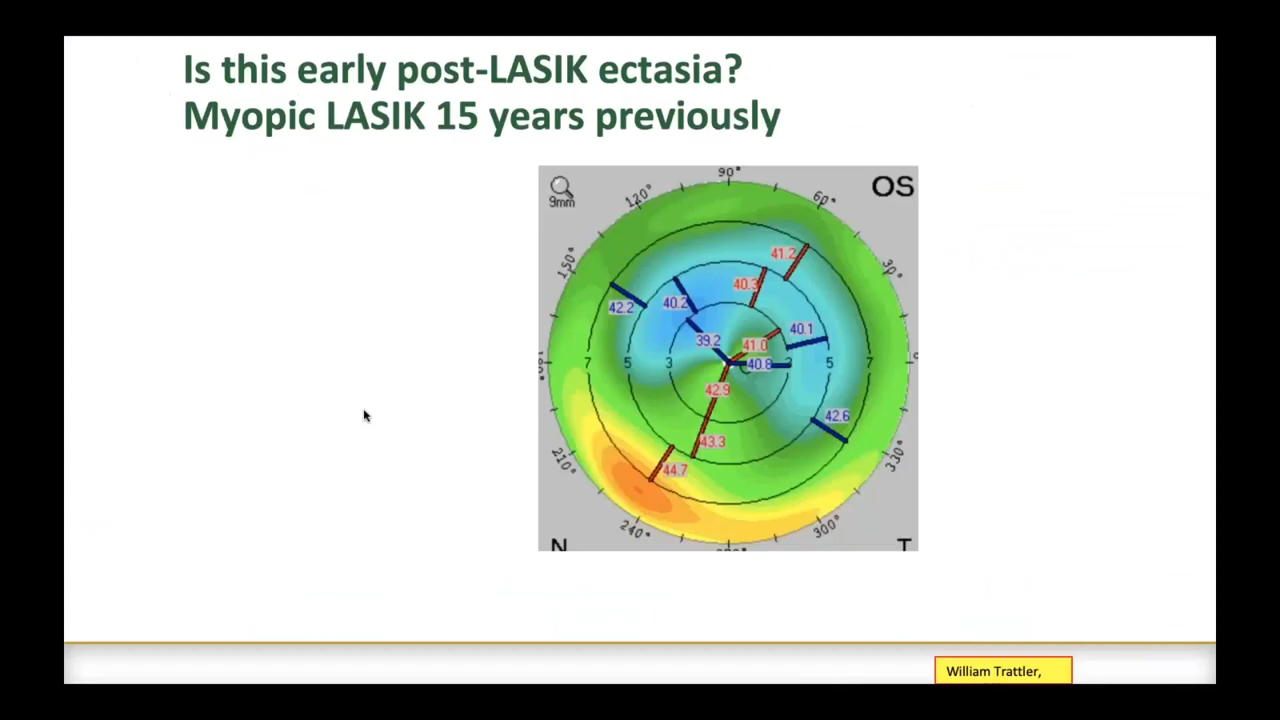 Is this early post-LASIK ectasia?
Myopic LASIK 15 years previously
90°
OS
9mm
120°
60°
150°
30°
41.2
40.3
42.2
40.2
40.1
39.2
41.0
7 5 3 40.8 3 5 7
42.9
42.6
43.3
44.7
210°
330°
240°
300°
N
T
William Trattler,